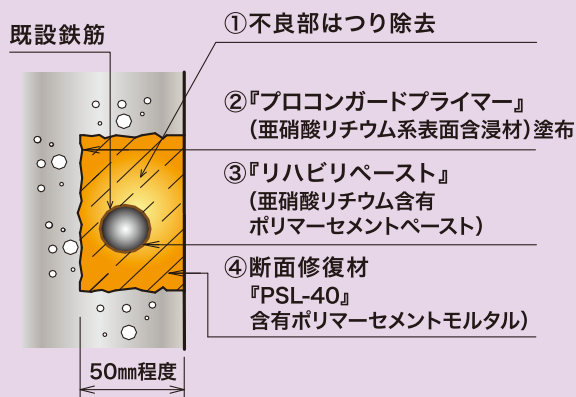 既設鉄筋
①不良部はつり除去
②『プロコンガードプライマー』
(亜硝酸リチウム系表面含浸材)塗布
③『リハビリペースト』
(亜硝酸リチウム含有
ポリマーセメントペースト)
④断面修復材
『PSL-40』
含有ポリマーセメントモルタル)
50㎜程度